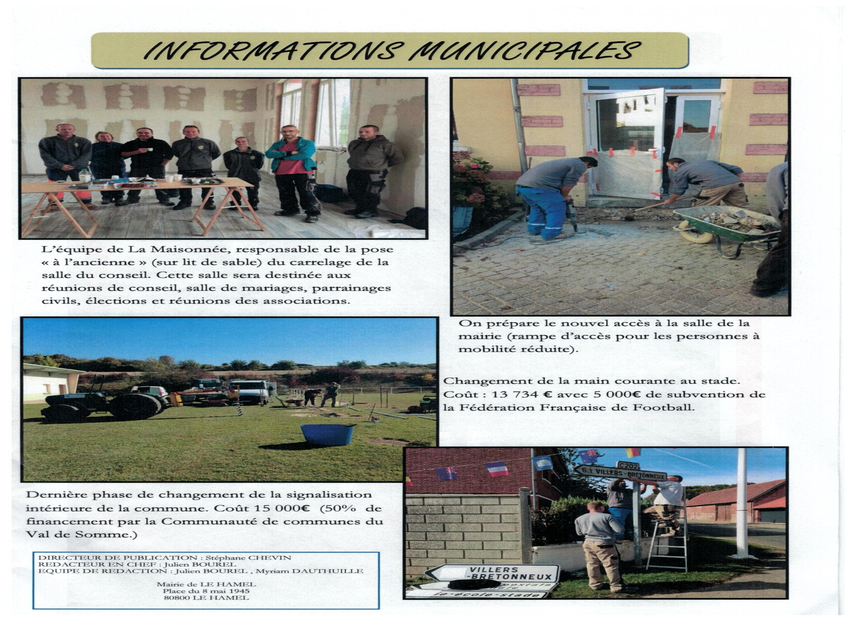 INFORMATIONS MUNICIPALES
L'équipe de La Maisonnée, responsable de la pose
« à l'ancienne » (sur lit de sable) du carrelage de la
salle du conseil. Cette salle sera destinée aux
réunions de conseil, salle de mariages, parrainages
civils, élections et réunions des associations.
On prépare le nouvel accès à la salle de la
mairie (rampe d'accès pour les personnes à
mobilité réduite).
Changement de la main courante au stade.
Coût : 13 734 € avec 5 000€ de subvention de
la Fédération Française de Football.
Dernière phase de changement de la signalisation
intérieure de la commune. Coût 15 000€ (50% de
financement par la Communauté de communes du
Val de Somme.)
VILLERS-BRETONNEUX
VILLERS
-BRETONNEUX
le-école-stade
DIRECTEUR DE PUBLICATION : Stéphane CHEVIN
REDACTEUR EN CHEF : Julien BOUREL
EQUIPE DE REDACTION : Julien BOUREL , Myriam DAUTHUILLE
Mairie de LE HAMEL
Place du 8 mai 1945
80800 LE HAMEL